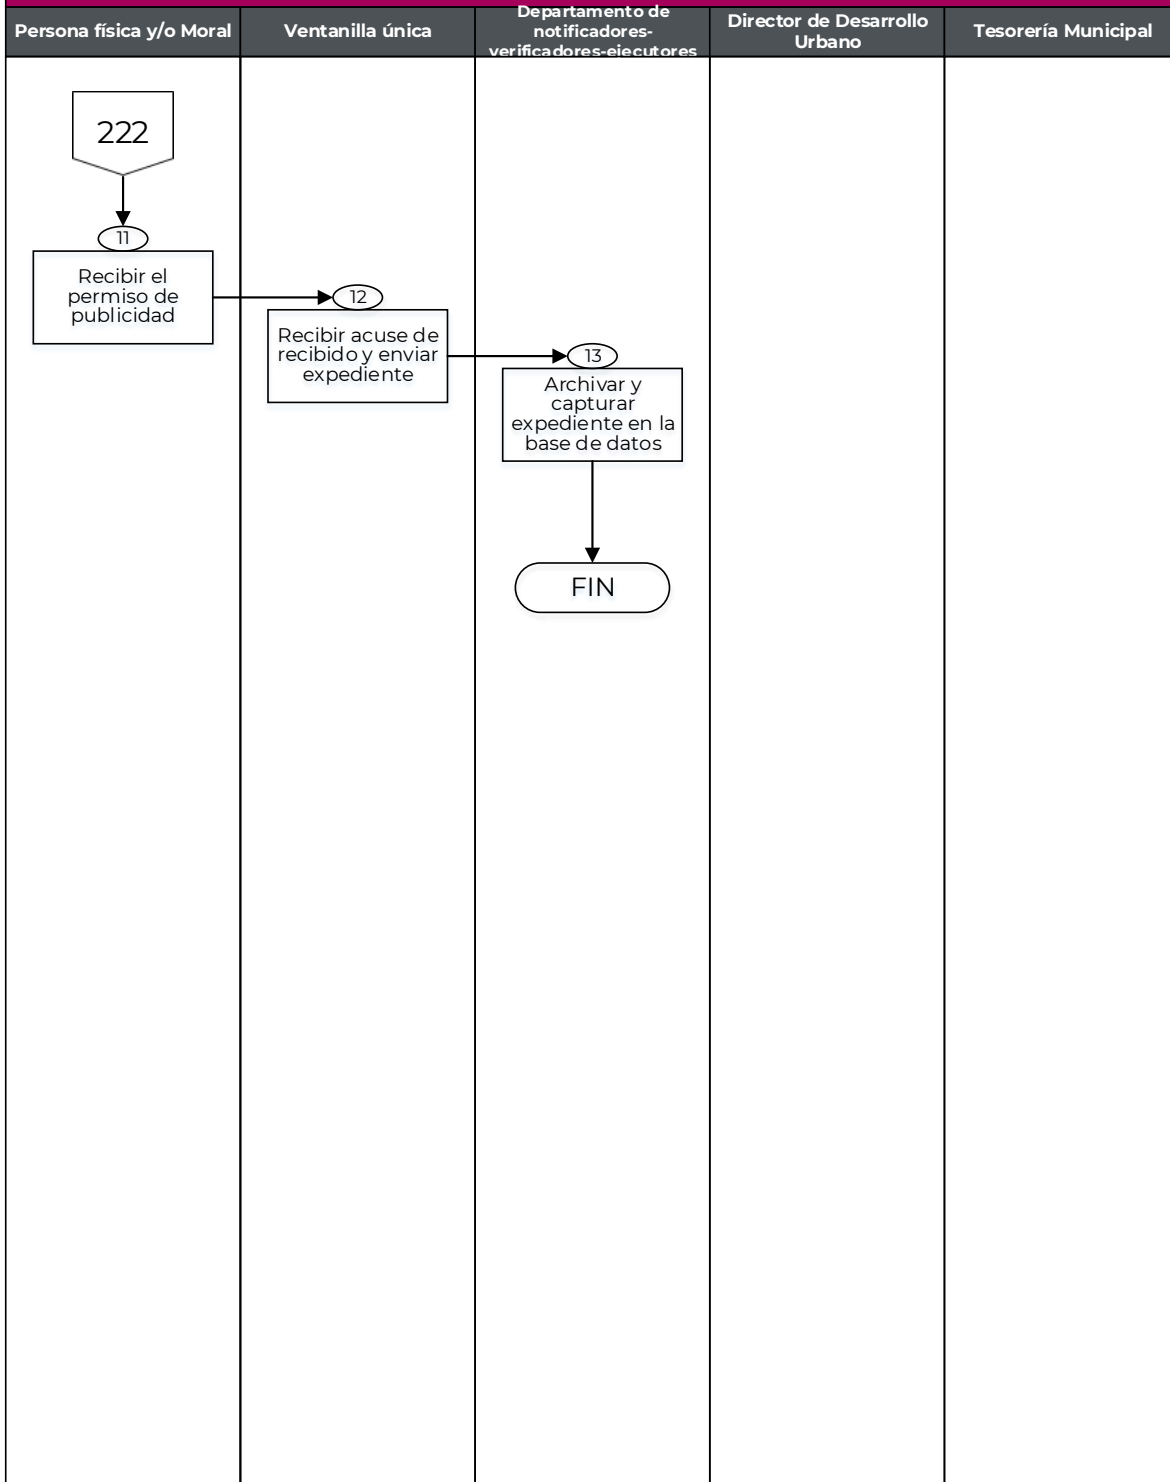 Persona física y/o Moral
Ventanilla única
Departamento de
notificadores-
verificadores-ejecutores
Director de Desarrollo
Urbano
Tesorería Municipal
222
11
Recibir el
permiso de
publicidad
12
Recibir acuse de
recibido y enviar
expediente
13
Archivar y
capturar
expediente en la
base de datos
FIN